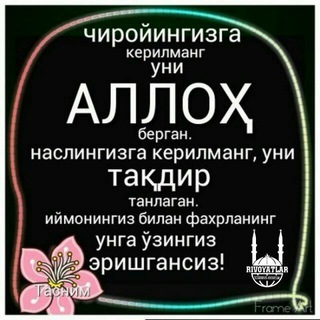 чиройингизга
керилманг
уни
АЛЛОҲ
берган.
наслингизга керилманг, уни
тақдир
танлаган.
иймонингиз билан фахрланинг
унга ўзингиз
эришгансиз!
Тасним
RIVOYATLAR
Frame Art